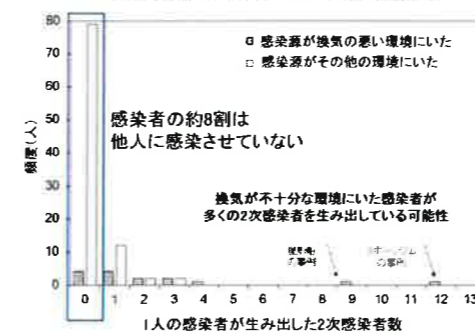 80
70
60
50
40
30
20
10
0
頻度(人)
感染源が換気の悪い環境にいた
感染源がその他の環境にいた
感染者の約8割は
他人に感染させていない
換気が不十分な環境にいた感染者が
多くの2次感染者を生み出している可能性
の事例
の事例
0 1 2 3 4 5 6 7 8 9 10 11 12 13
1人の感染者が生み出した2次感染者数